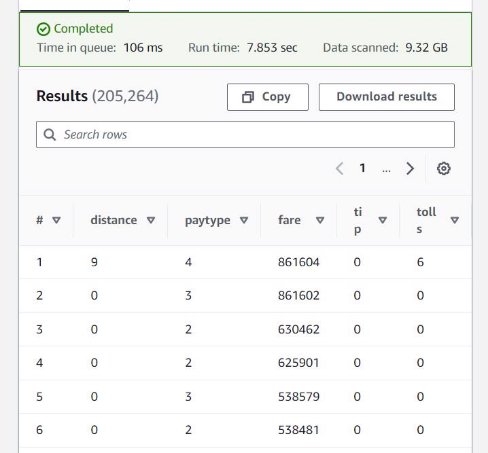 Completed
Time in queue: 106 ms Run time: 7.853 sec Data scanned: 9.32 GB
Results (205,264) Copy Download results
Search rows
1 ...
# distance paytype fare tip tolls
1 9 4 861604 0 6
2 0 3 861602 0 0
3 0 2 630462 0 0
4 0 2 625901 0 0
5 0 3 538579 0 0
6 0 2 538481 0 0